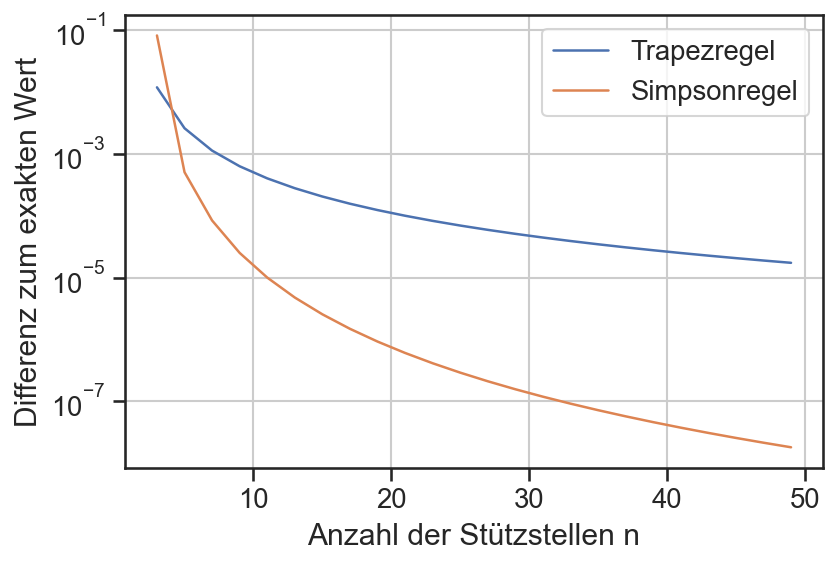 Differenz zum exakten Wert
10⁻¹
10⁻³
10⁻⁵
10⁻⁷
Trapezregel
Simpsonregel
10 20 30 40 50
Anzahl der Stützstellen n